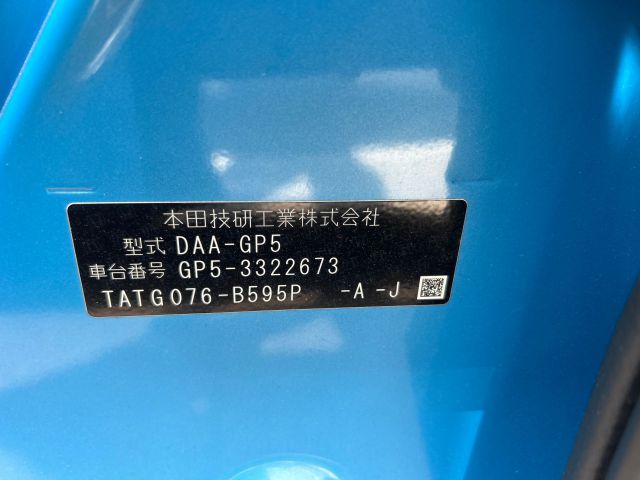 本田技研工業株式会社
型式 DAA-GP5
車台番号 GP5-3322673
TATG076-B595P -A -J